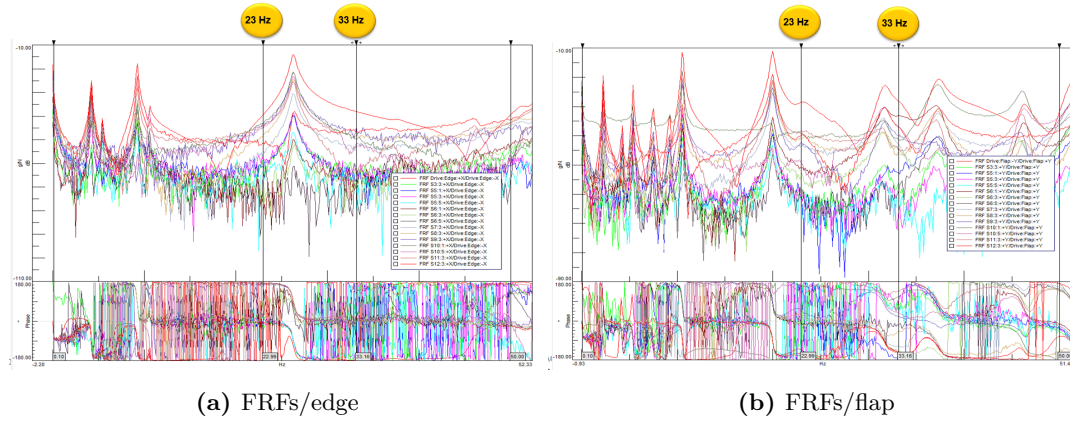 23 Hz
33 Hz
-10.00
g/N
dB
FRF Drive:Edge:+X/Drive:Edge:-X
FRF S3:3:+X/Drive:Edge:-X
FRF S5:1:+X/Drive:Edge:-X
FRF S5:3:+X/Drive:Edge:-X
FRF S5:5:+X/Drive:Edge:-X
FRF S6:1:+X/Drive:Edge:-X
FRF S6:3:+X/Drive:Edge:-X
FRF S6:5:+X/Drive:Edge:-X
FRF S7:3:+X/Drive:Edge:-X
FRF S8:3:+X/Drive:Edge:-X
FRF S9:3:+X/Drive:Edge:-X
FRF S10:1:+X/Drive:Edge:-X
FRF S10:5:+X/Drive:Edge:-X
FRF S11:3:+X/Drive:Edge:-X
FRF S12:3:+X/Drive:Edge:-X
-110.00
180.00
Phase
-180.00
0.10
22.99
33.16
50.00
-2.28
Hz
52.33
(a) FRFs/edge
23 Hz
33 Hz
-10.00
g/N
dB
FRF Drive:Flap:-Y/Drive:Flap:+Y
FRF S3:3:+Y/Drive:Flap:+Y
FRF S5:1:+Y/Drive:Flap:+Y
FRF S5:3:+Y/Drive:Flap:+Y
FRF S5:5:+Y/Drive:Flap:+Y
FRF S6:1:+Y/Drive:Flap:+Y
FRF S6:3:+Y/Drive:Flap:+Y
FRF S6:5:+Y/Drive:Flap:+Y
FRF S7:3:+Y/Drive:Flap:+Y
FRF S8:3:+Y/Drive:Flap:+Y
FRF S9:3:+Y/Drive:Flap:+Y
FRF S10:1:+Y/Drive:Flap:+Y
FRF S10:5:+Y/Drive:Flap:+Y
FRF S11:3:+Y/Drive:Flap:+Y
FRF S12:3:+Y/Drive:Flap:+Y
-90.00
180.00
Phase
-180.00
0.10
22.99
33.16
50.00
-0.93
Hz
(b) FRFs/flap